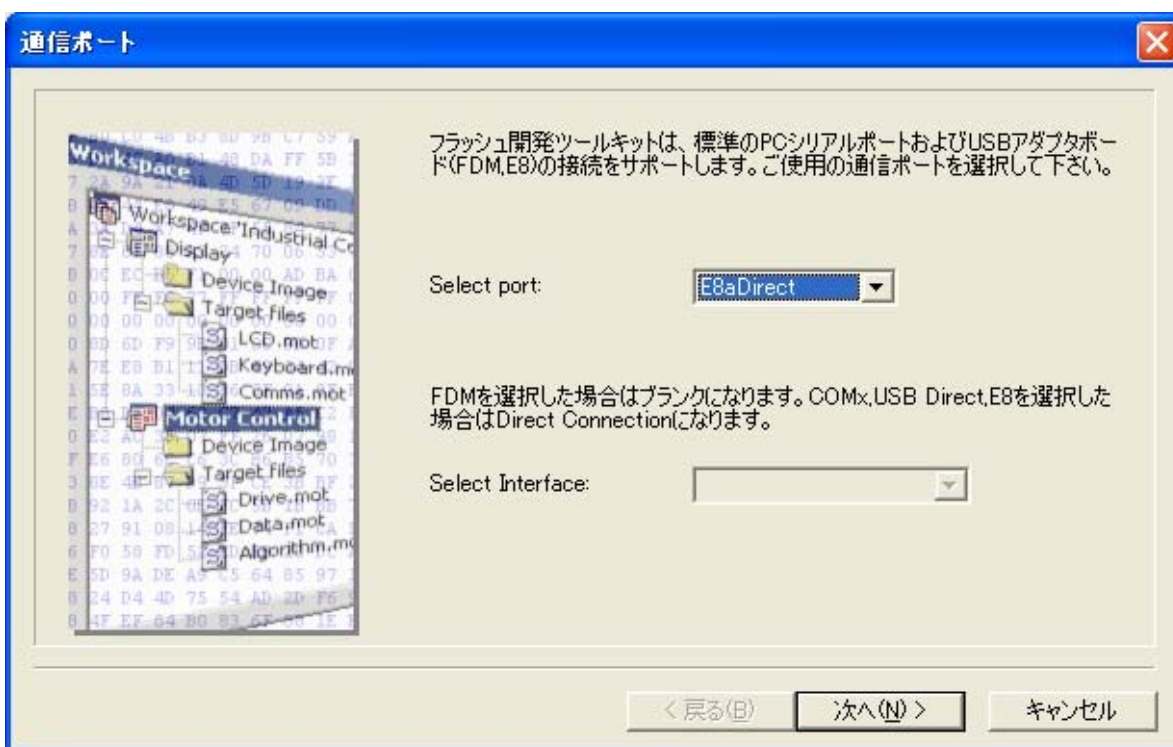 通信ポート
フラッシュ開発ツールキットは、標準のPCシリアルポートおよびUSBアダプタボー
ド(FDM,E8)の接続をサポートします。ご使用の通信ポートを選択して下さい。
Workspace
Workspace 'Industrial Co
Display
Device Image
Target files
LCD.mot
Keyboard.m
Comms.mot
Motor Control
Device Image
Target files
Drive.mot
Data.mot
Algorithm.mo
Select port:
E8aDirect
FDMを選択した場合はブランクになります。COMx,USB Direct,E8を選択した
場合はDirect Connectionになります。
Select Interface:
< 戻る(B)
次へ(N) >
キャンセル